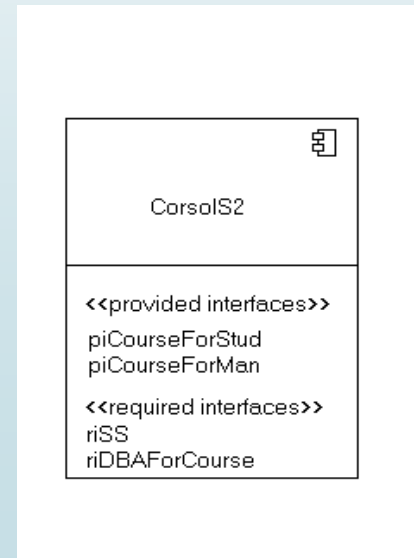 CorsoIS2
<<provided interfaces>>
piCourseForStud
piCourseForMan
<<required interfaces>>
riSS
riDBAForCourse